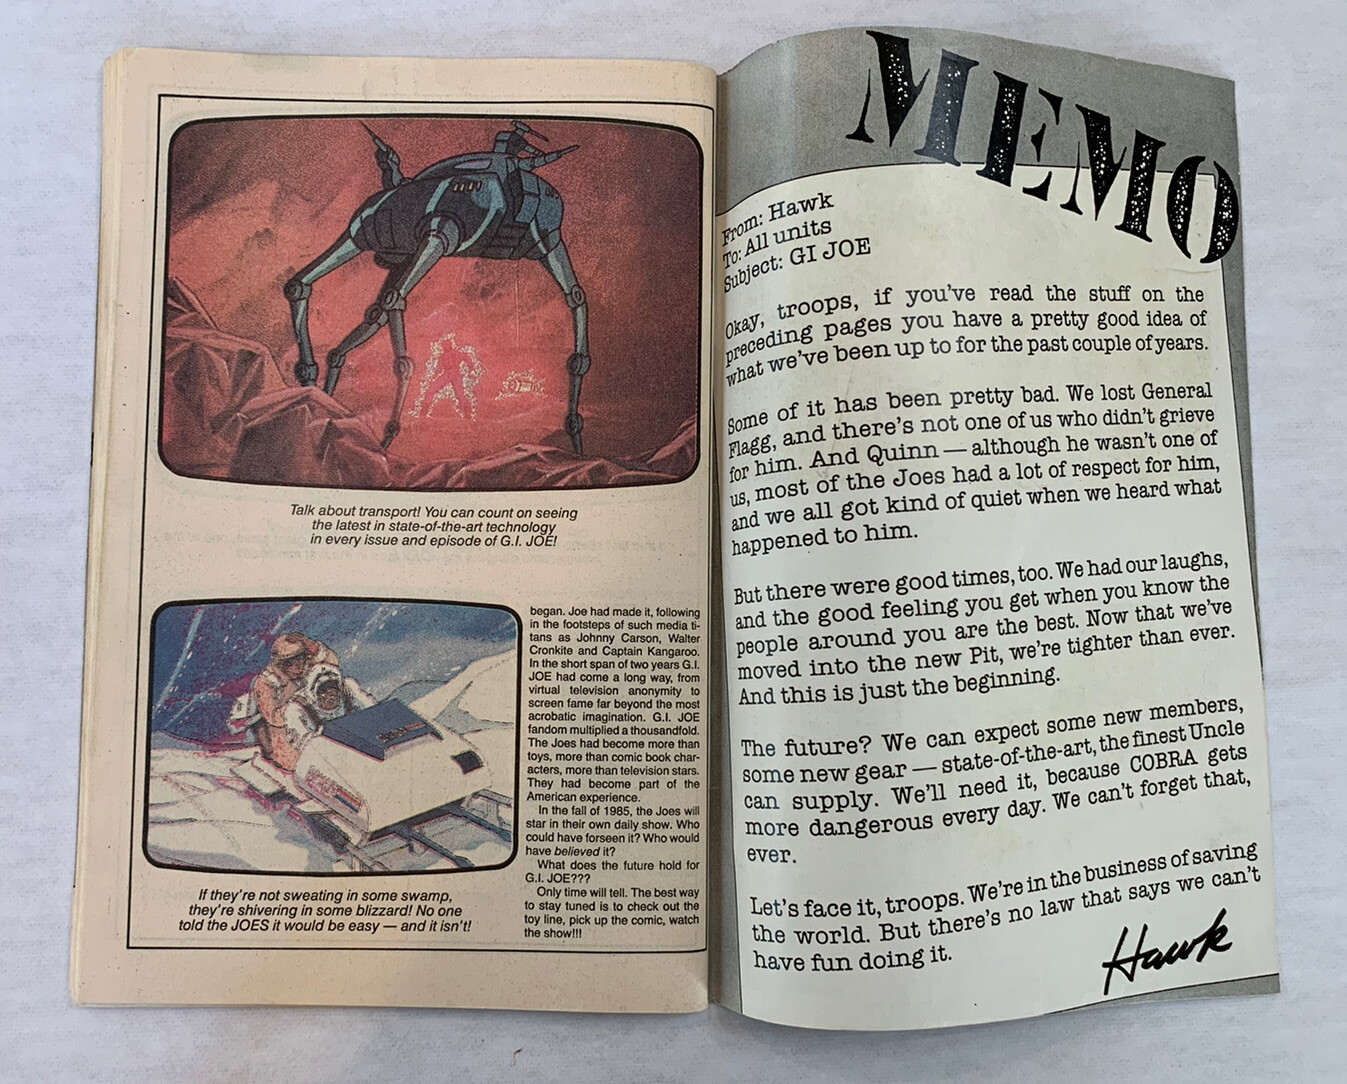 Talk about transport! You can count on seeing
the latest in state-of-the-art technology
in every issue and episode of G.I. JOE!
If they're not sweating in some swamp,
they're shivering in some blizzard! No one
told the JOES it would be easy — and it isn't!
began. Joe had made it, following
in the footsteps of such media ti-
tans as Johnny Carson, Walter
Cronkite and Captain Kangaroo.
In the short span of two years G.I.
JOE had come a long way, from
virtual television anonymity to
screen fame far beyond the most
acrobatic imagination. G.I. JOE
fandom multiplied a thousandfold.
The Joes had become more than
toys, more than comic book char-
acters, more than television stars.
They had become part of the
American experience.
In the fall of 1985, the Joes will
star in their own daily show. Who
could have forseen it? Who would
have believed it?
What does the future hold for
G.I. JOE???
Only time will tell. The best way
to stay tuned is to check out the
toy line, pick up the comic, watch
the show!!!
MEMO
From: Hawk
To: All units
Subject: GI JOE
Okay, troops, if you've read the stuff on the
preceding pages you have a pretty good idea of
what we've been up to for the past couple of years.
Some of it has been pretty bad. We lost General
Flagg, and there's not one of us who didn't grieve
for him. And Quinn — although he wasn't one of
us, most of the Joes had a lot of respect for him,
and we all got kind of quiet when we heard what
happened to him.
But there were good times, too. We had our laughs,
and the good feeling you get when you know the
people around you are the best. Now that we've
moved into the new Pit, we're tighter than ever.
And this is just the beginning.
The future? We can expect some new members,
some new gear — state-of-the-art, the finest Uncle
can supply. We'll need it, because COBRA gets
more dangerous every day. We can't forget that,
ever.
Let's face it, troops. We're in the business of saving
the world. But there's no law that says we can't
have fun doing it.
Hawk